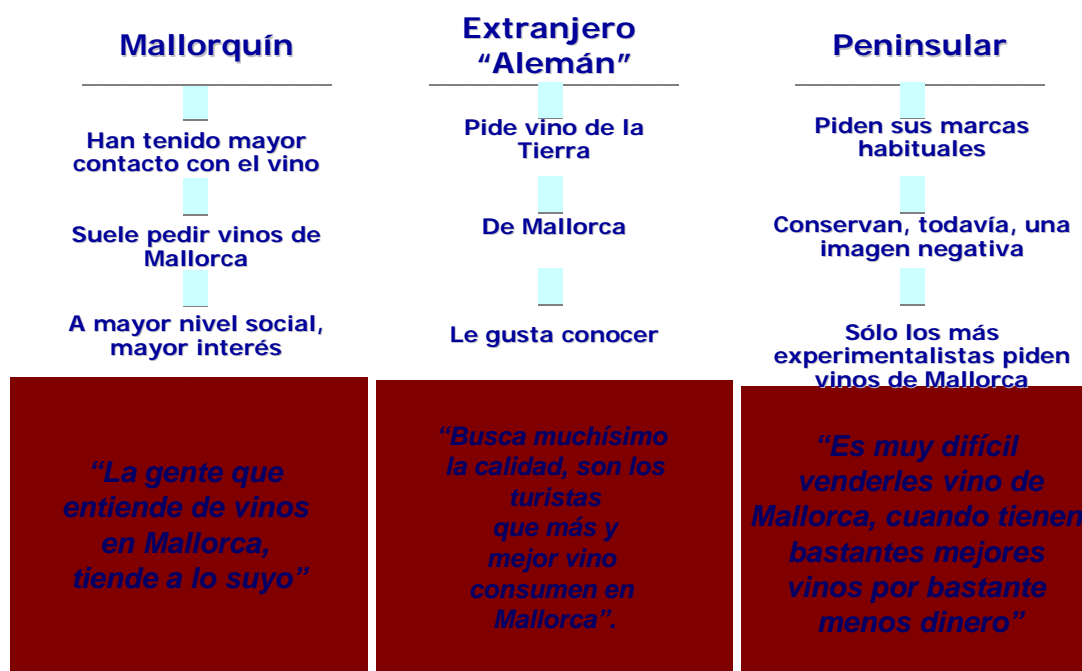 Mallorquín
Han tenido mayor
contacto con el vino
Suele pedir vinos de
Mallorca
A mayor nivel social,
mayor interés
“La gente que
entiende de vinos
en Mallorca,
tiende a lo suyo”
Extranjero
“Alemán”
Pide vino de la
Tierra
De Mallorca
Le gusta conocer
“Busca muchísimo
la calidad, son los
turistas
que más y
mejor vino
consumen en
Mallorca”.
Peninsular
Piden sus marcas
habituales
Conservan, todavía, una
imagen negativa
Sólo los más
experimentalistas piden
vinos de Mallorca
“Es muy difícil
venderles vino de
Mallorca, cuando tienen
bastantes mejores
vinos por bastante
menos dinero”